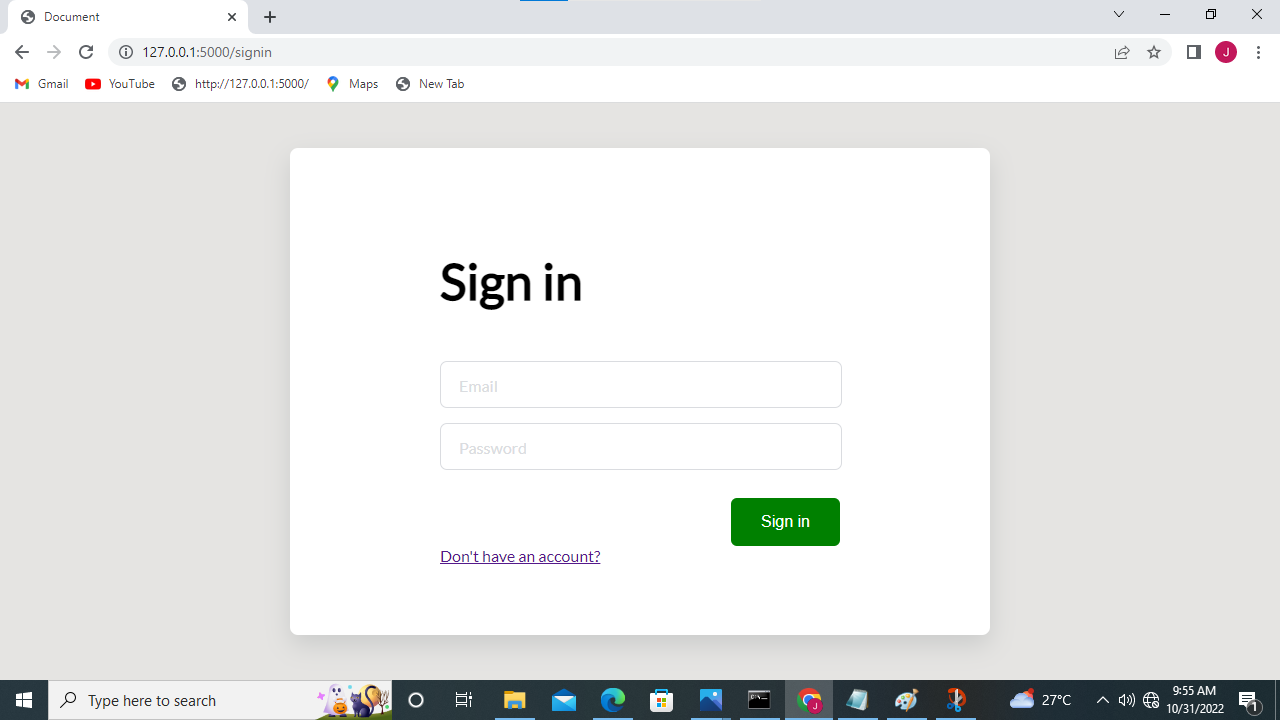 Document
127.0.0.1:5000/signin
J
Gmail
YouTube
http://127.0.0.1:5000/
Maps
New Tab
Sign in
Email
Password
Sign in
Don't have an account?
Type here to search
J
27°C
9:55 AM
10/31/2022
1